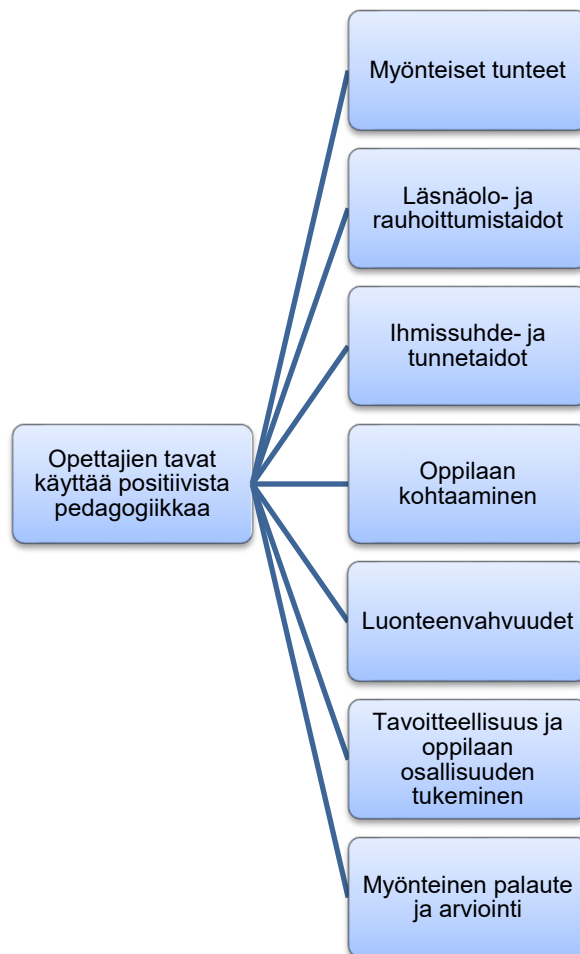 Myönteiset tunteet
Läsnäolo- ja
rauhoittumistaidot
Ihmissuhde- ja
tunnetaidot
Opettajien tavat
käyttää positiivista
pedagogiikkaa
Oppilaan
kohtaaminen
Luonteenvahvuudet
Tavoitteellisuus ja
oppilaan
osallisuuden
tukeminen
Myönteinen palaute
ja arviointi